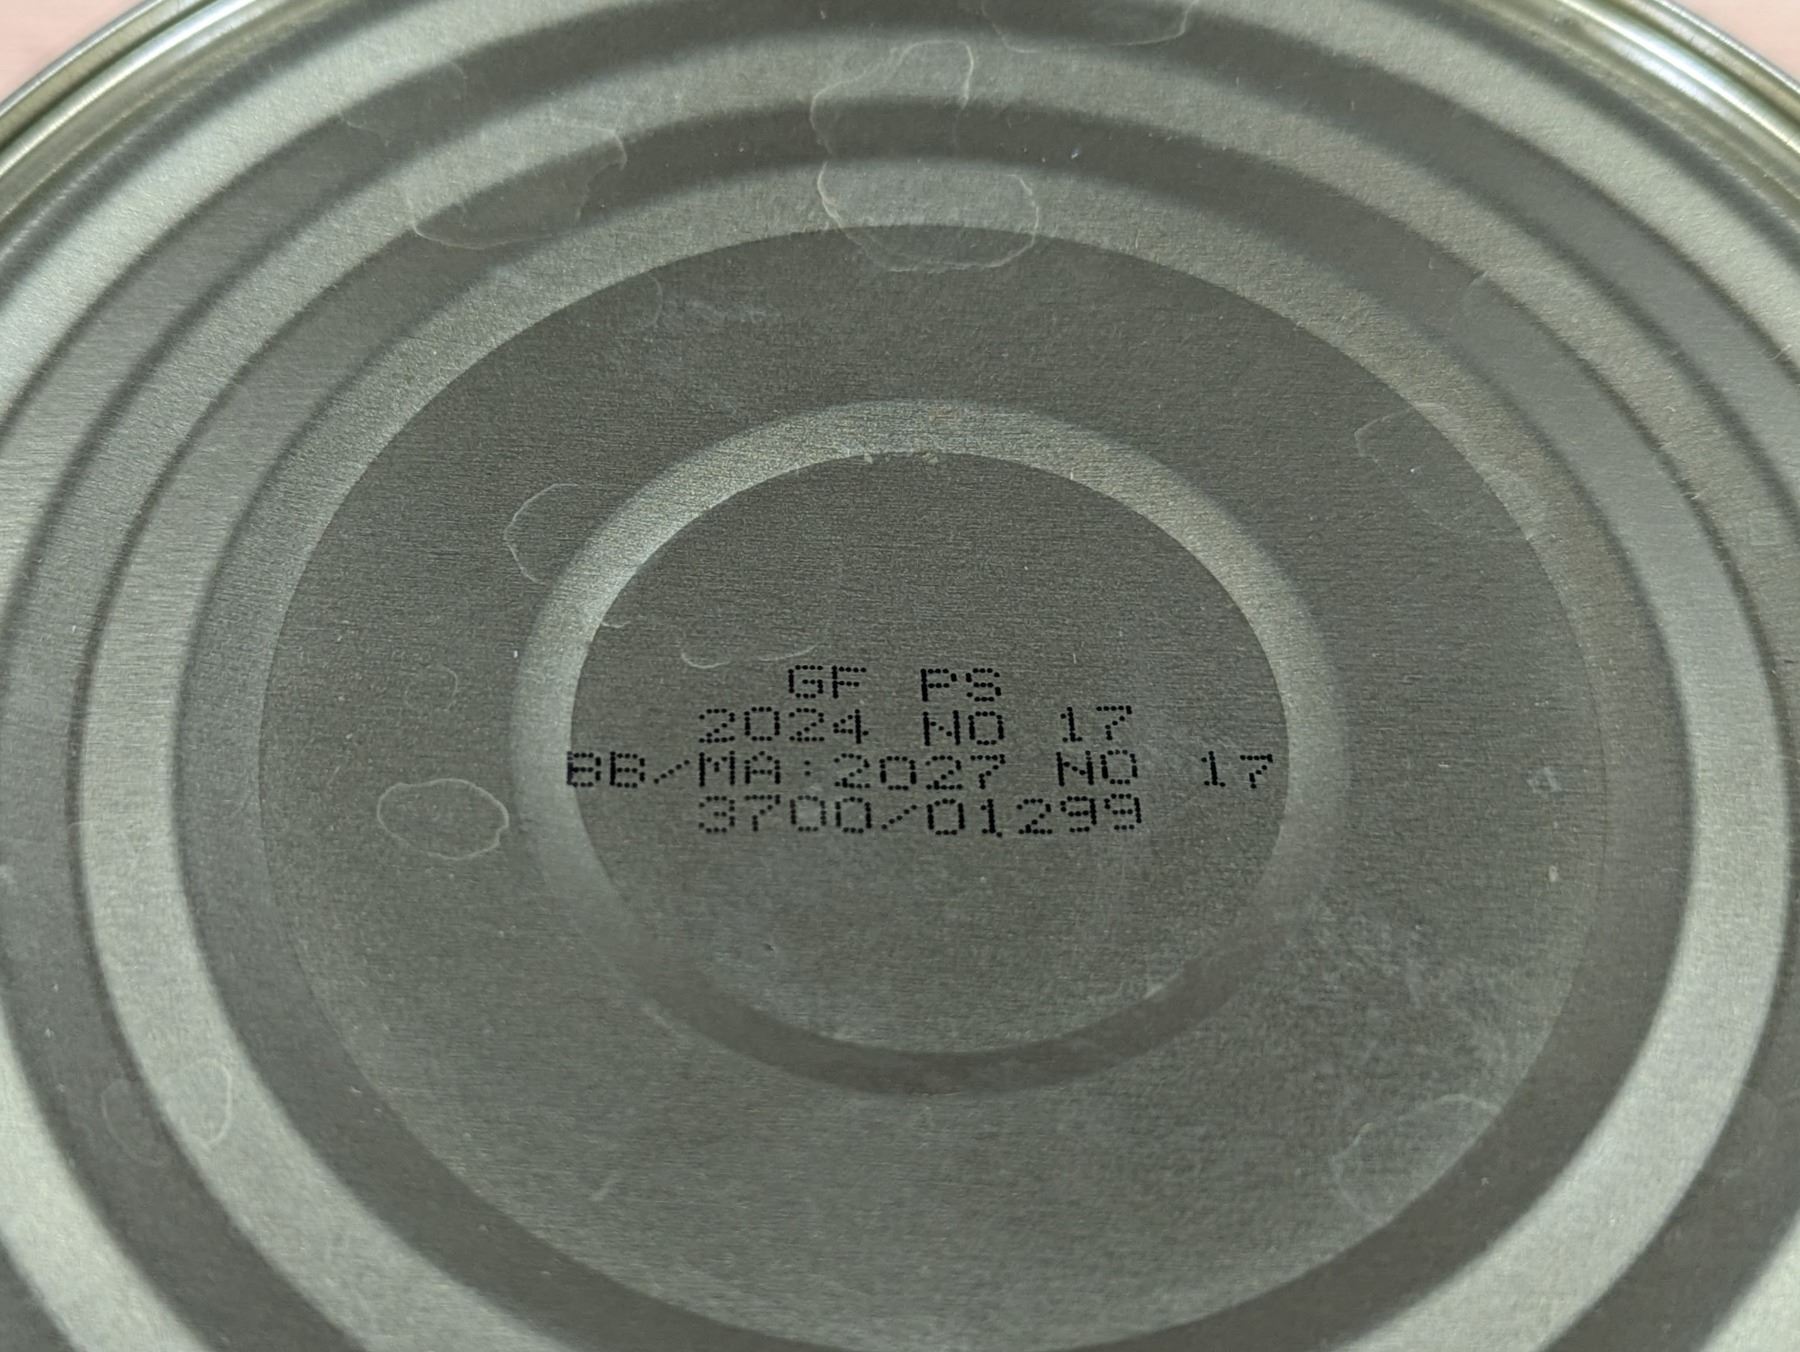 GF PS
2024 NO 17
BB/MA:2027 NO 17
3700/01299